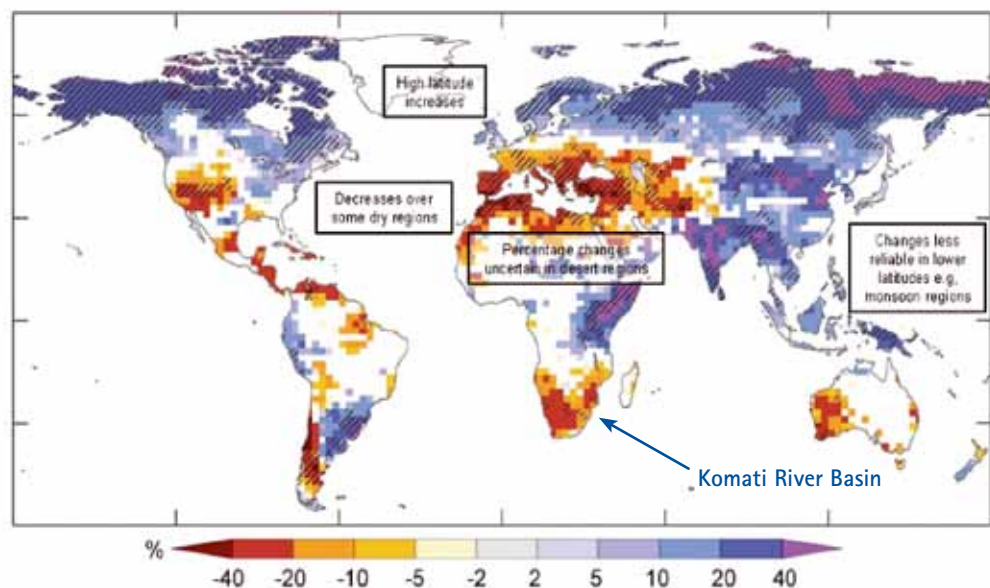 High latitude
increases
Decreases over
some dry regions
Percentage changes
uncertain in desert regions
Changes less
reliable in lower
latitudes e.g.
monsoon regions
Komati River Basin
%
-40 -20 -10 -5 -2 2 5 10 20 40